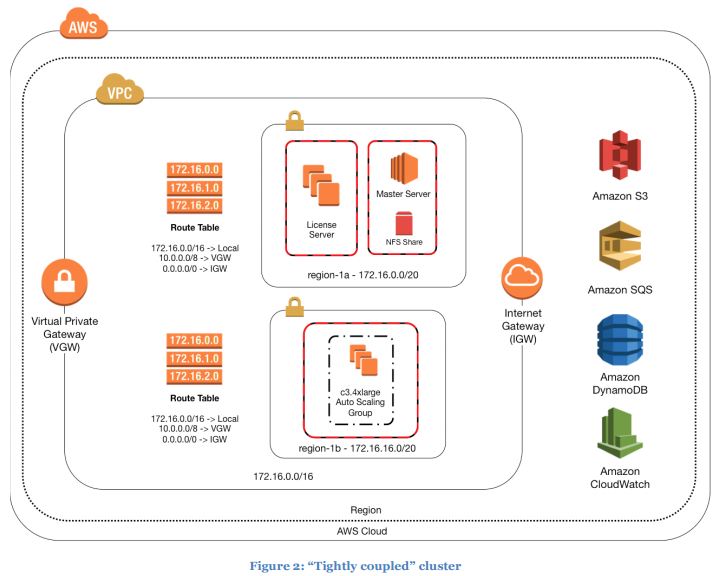 AWS
VPC
172.16.0.0
172.16.1.0
172.16.2.0
Route Table
172.16.0.0/16 -> Local
10.0.0.0/8 -> VGW
0.0.0.0/0 -> IGW
License
Server
Master Server
NFS Share
region-1a - 172.16.0.0/20
Virtual Private
Gateway
(VGW)
Internet
Gateway
(IGW)
172.16.0.0
172.16.1.0
172.16.2.0
Route Table
172.16.0.0/16 -> Local
10.0.0.0/8 -> VGW
0.0.0.0/0 -> IGW
c3.4xlarge
Auto Scaling
Group
region-1b - 172.16.16.0/20
172.16.0.0/16
Amazon S3
Amazon SQS
Amazon
DynamoDB
Amazon
CloudWatch
Region
AWS Cloud
Figure 2: “Tightly coupled” cluster